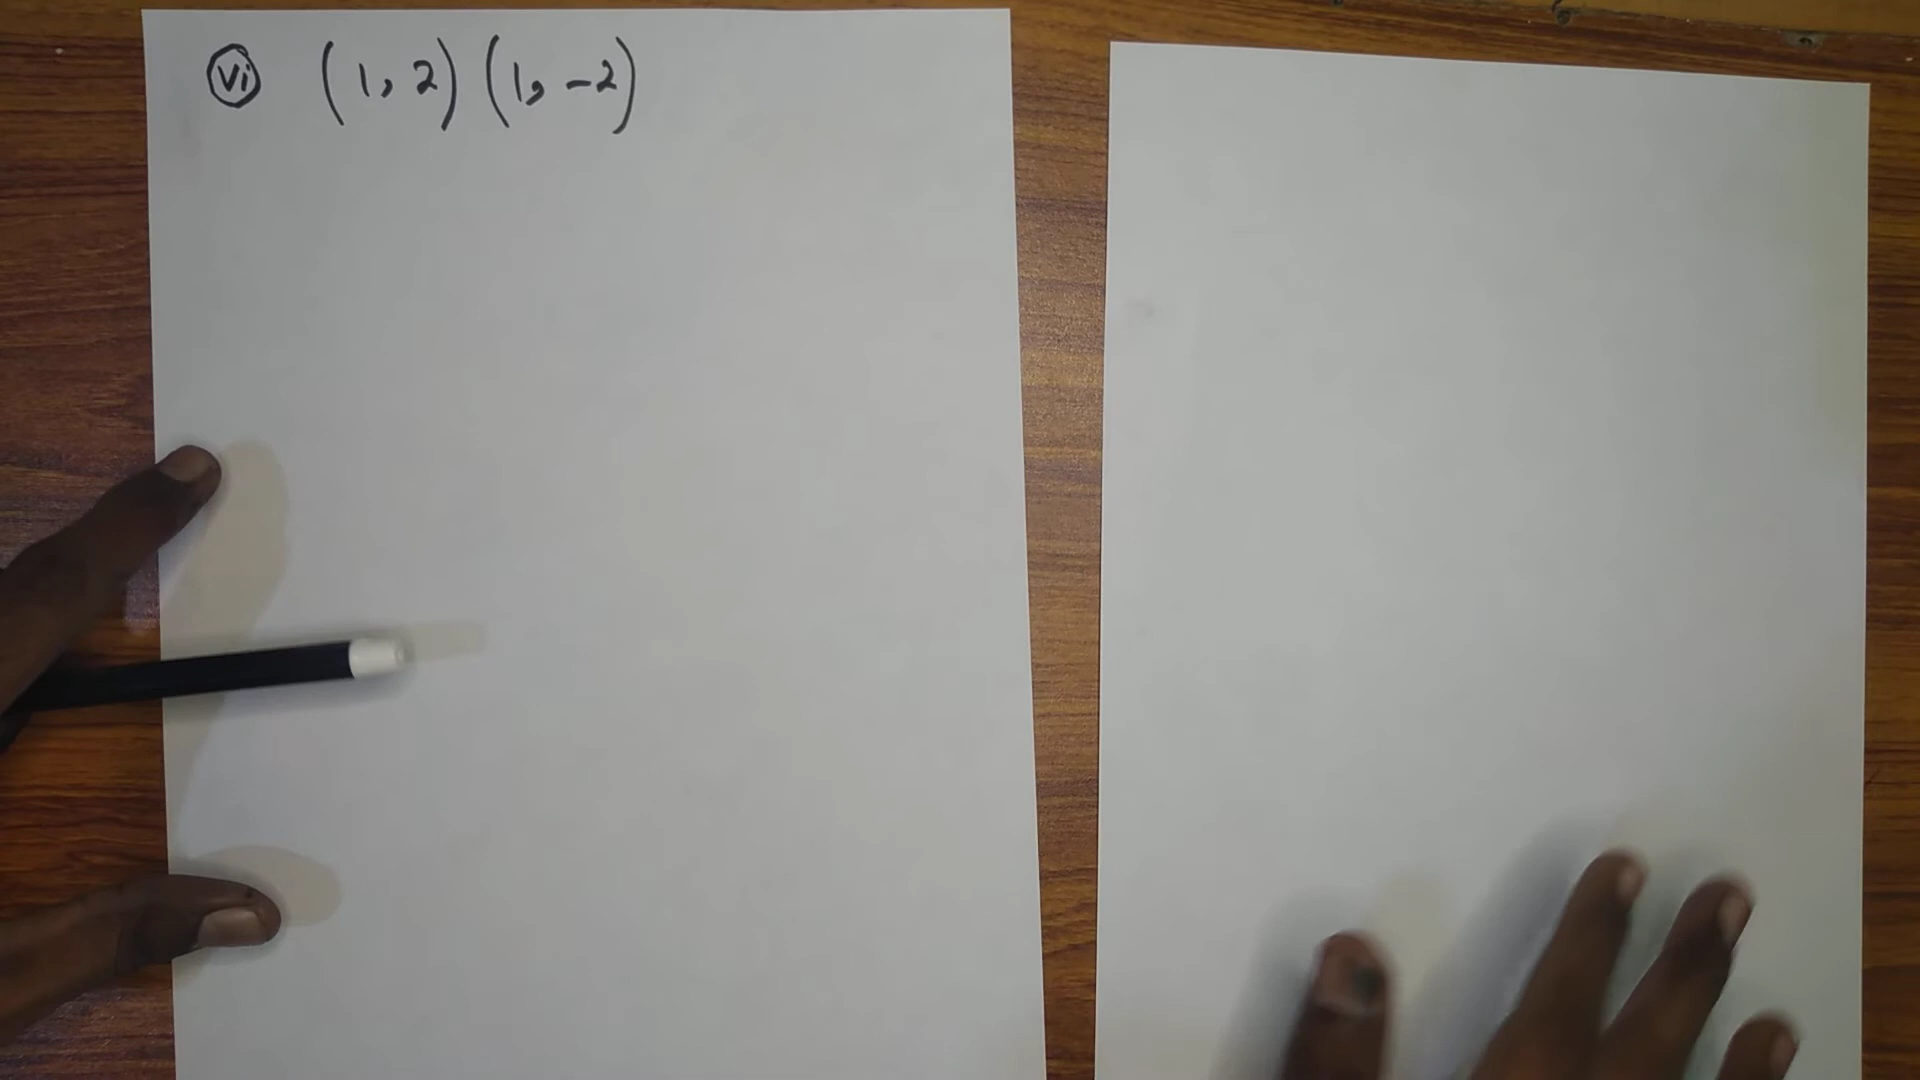 vi (1, 2) (1, -2)